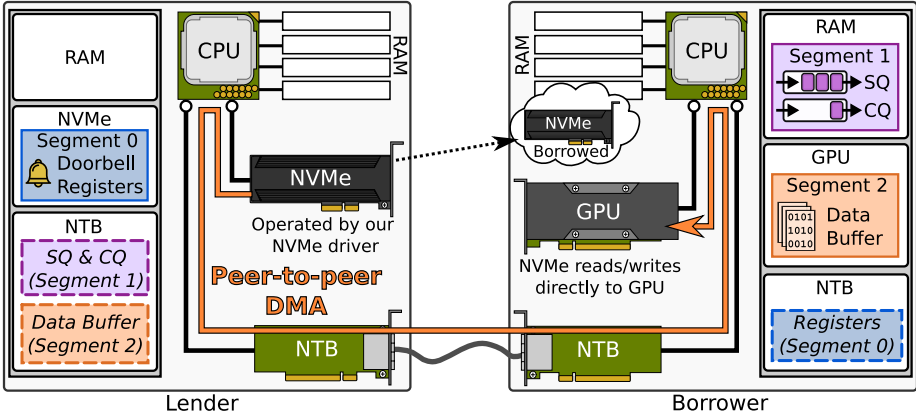 RAM
NVMe
Segment 0
Doorbell
Registers
NTB
SQ & CQ
(Segment 1)
Data Buffer
(Segment 2)
CPU
RAM
NVMe
Operated by our
NVMe driver
Peer-to-peer
DMA
NTB
Lender
RAM
CPU
NVMe
Borrowed
GPU
NVMe reads/writes
directly to GPU
NTB
RAM
Segment 1
SQ
CQ
GPU
Segment 2
0101
1010
0010
Data
Buffer
NTB
Registers
(Segment 0)
Borrower